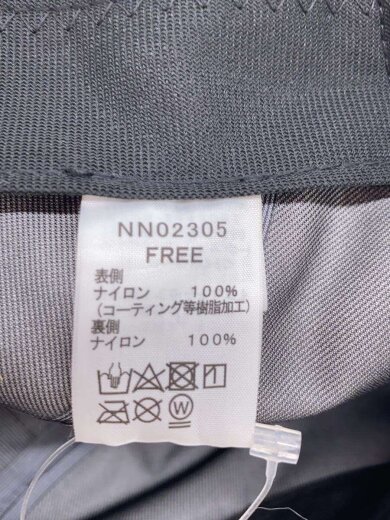 NN02305
FREE
表側
ナイロン 100%
(コーティング等樹脂加工)
裏側
ナイロン 100%
W